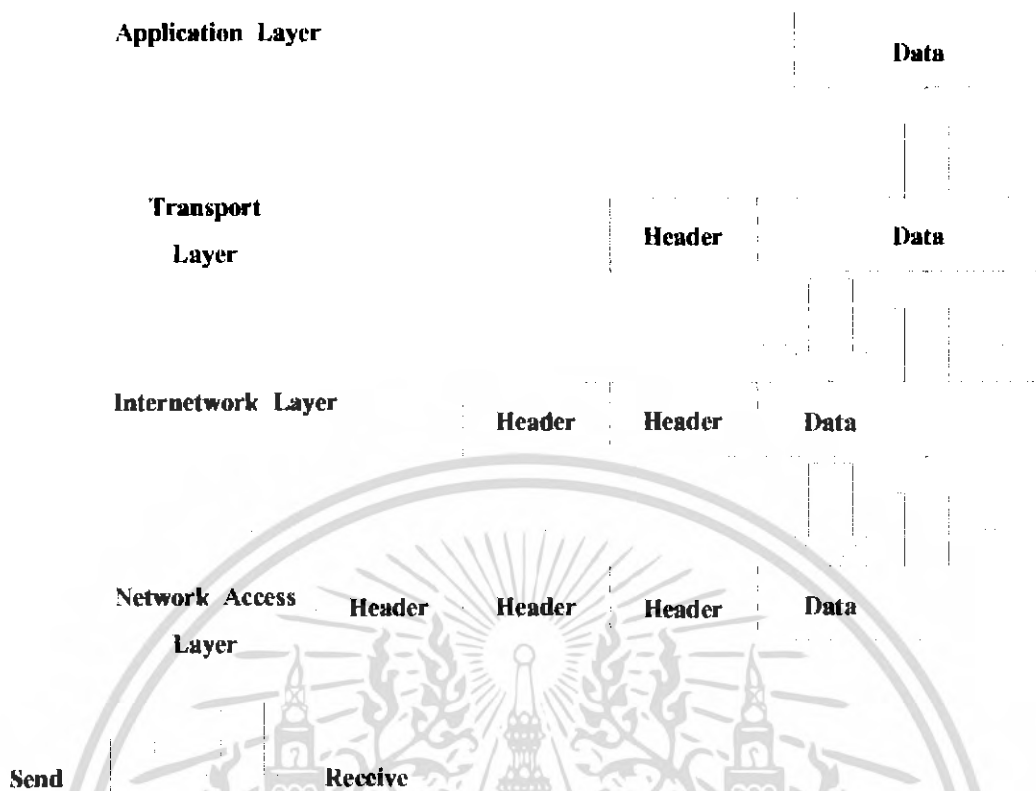 Application Layer
Data
Transport
Layer
Header Data
Internetwork Layer
Header Header Data
Network Access
Layer
Header Header Header Data
Send Receive